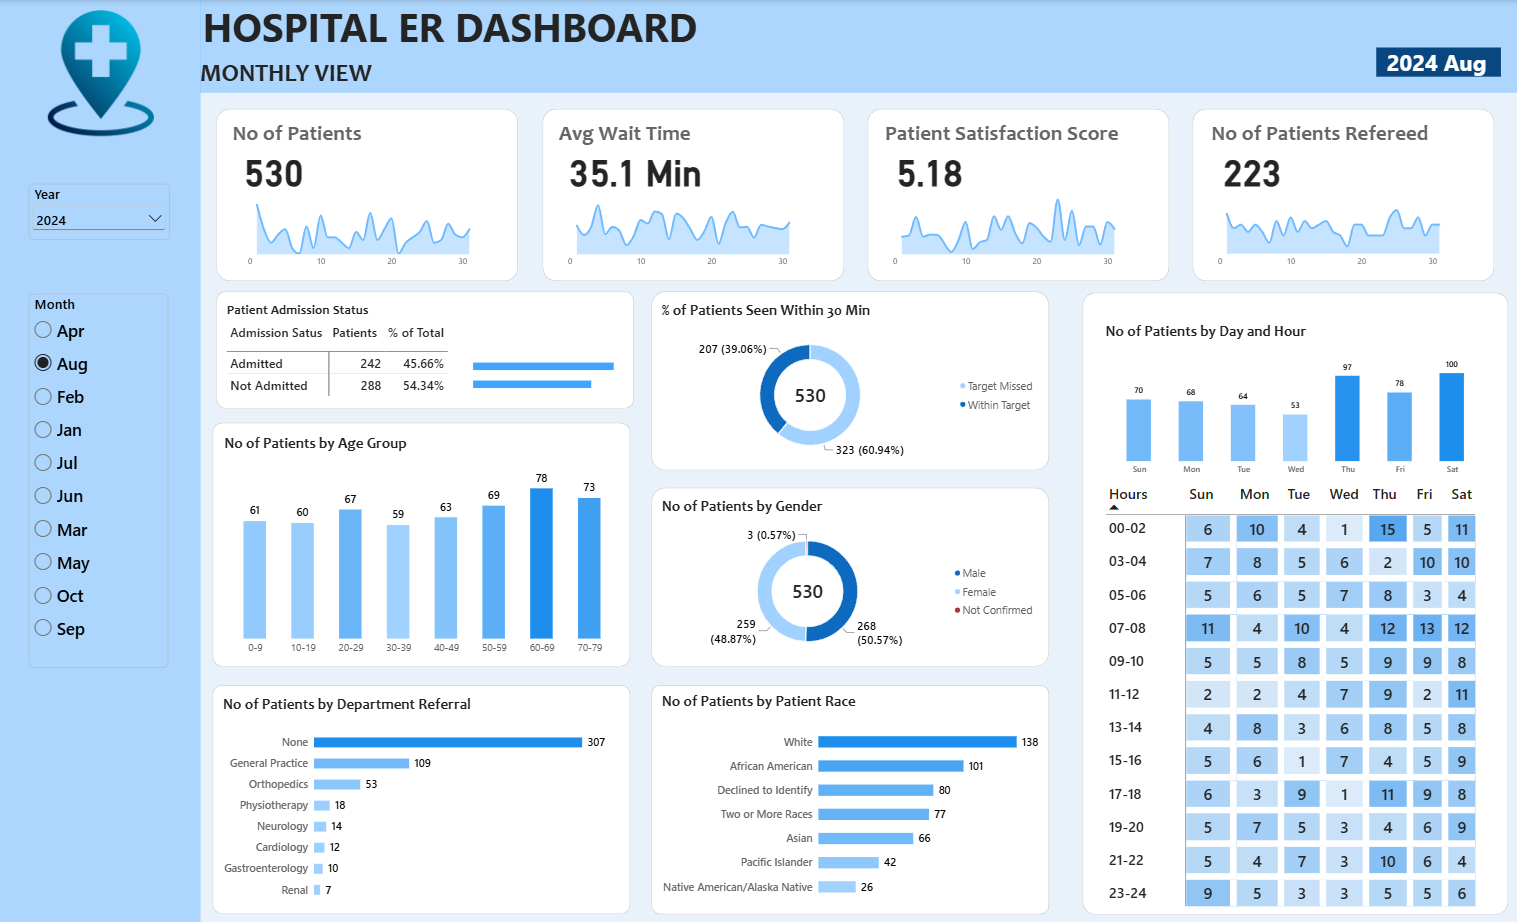 HOSPITAL ER DASHBOARD
MONTHLY VIEW
2024 Aug
Year
2024
Month
Apr
Aug
Feb
Jan
Jul
Jun
Mar
May
Oct
Sep
No of Patients
530
0 10 20 30
Avg Wait Time
35.1 Min
0 10 20 30
Patient Satisfaction Score
5.18
0 10 20 30
No of Patients Refereed
223
0 10 20 30
Patient Admission Status
Admission Satus Patients % of Total
Admitted 242 45.66%
Not Admitted 288 54.34%
% of Patients Seen Within 30 Min
207 (39.06%)
530
323 (60.94%)
Target Missed
Within Target
No of Patients by Age Group
61 60 67 59 63 69 78 73
0-9 10-19 20-29 30-39 40-49 50-59 60-69 70-79
No of Patients by Gender
3 (0.57%)
530
259
(48.87%)
268
(50.57%)
Male
Female
Not Confirmed
No of Patients by Department Referral
None 307
General Practice 109
Orthopedics 53
Physiotherapy 18
Neurology 14
Cardiology 12
Gastroenterology 10
Renal 7
No of Patients by Patient Race
White 138
African American 101
Declined to Identify 80
Two or More Races 77
Asian 66
Pacific Islander 42
Native American/Alaska Native 26
No of Patients by Day and Hour
70 68 64 53 97 78 100
Sun Mon Tue Wed Thu Fri Sat
Hours Sun Mon Tue Wed Thu Fri Sat
00-02 6 10 4 1 15 5 11
03-04 7 8 5 6 2 10 10
05-06 5 6 5 7 8 3 4
07-08 11 4 10 4 12 13 12
09-10 5 5 8 5 9 9 8
11-12 2 2 4 7 9 2 11
13-14 4 8 3 6 8 5 8
15-16 5 6 1 7 4 5 9
17-18 6 3 9 1 11 9 8
19-20 5 7 5 3 4 6 9
21-22 5 4 7 3 10 6 4
23-24 9 5 3 3 5 5 6